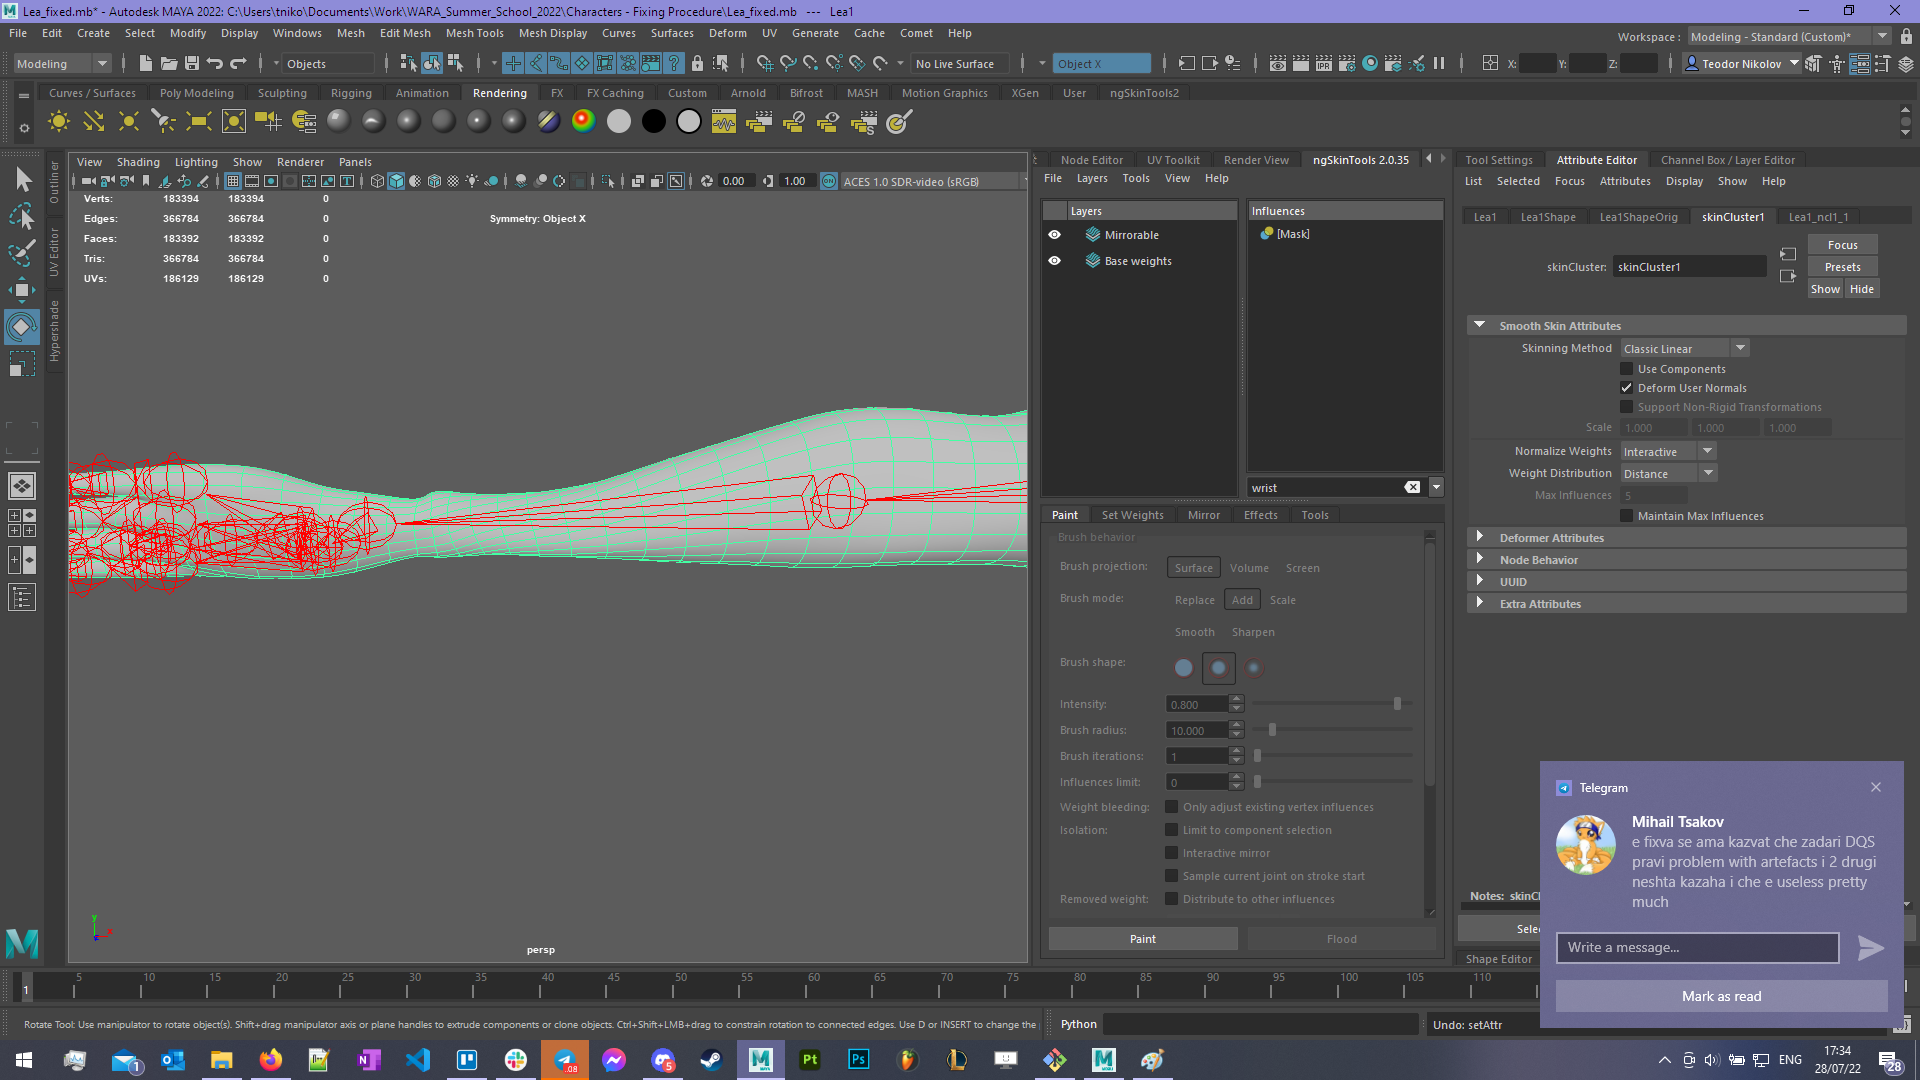 Lea_fixed.mb* - Autodesk MAYA 2022: C:\Users\tniko\Documents\Work\WARA_Summer_School_2022\Characters - Fixing Procedure\Lea_fixed.mb --- Lea1
File Edit Create Select Modify Display Windows Mesh Edit Mesh Mesh Tools Mesh Display Curves Surfaces Deform UV Generate Cache Comet Help
Workspace : Modeling - Standard (Custom)*
Modeling Objects No Live Surface Object X X: Y: Z: Teodor Nikolov
Curves / Surfaces Poly Modeling Sculpting Rigging Animation Rendering FX FX Caching Custom Arnold Bifrost MASH Motion Graphics XGen User ngSkinTools2
View Shading Lighting Show Renderer Panels
0.00 1.00 ACES 1.0 SDR-video (sRGB)
Outliner
UV Editor
Hypershade
Verts: 183394 183394 0
Edges: 366784 366784 0
Faces: 183392 183392 0
Tris: 366784 366784 0
UVs: 186129 186129 0
Symmetry: Object X
persp
Node Editor UV Toolkit Render View ngSkinTools 2.0.35
File Layers Tools View Help
Layers
Mirrorable
Base weights
Influences
[Mask]
wrist
Paint Set Weights Mirror Effects Tools
Brush behavior
Brush projection: Surface Volume Screen
Brush mode: Replace Add Scale
Smooth Sharpen
Brush shape:
Intensity: 0.800
Brush radius: 10.000
Brush iterations: 1
Influences limit: 0
Weight bleeding: Only adjust existing vertex influences
Isolation: Limit to component selection
Interactive mirror
Sample current joint on stroke start
Removed weight: Distribute to other influences
Paint Flood
Tool Settings Attribute Editor Channel Box / Layer Editor
List Selected Focus Attributes Display Show Help
Lea1 Lea1Shape Lea1ShapeOrig skinCluster1 Lea1_ncl1_1
skinCluster: skinCluster1
Focus
Presets
Show Hide
Smooth Skin Attributes
Skinning Method Classic Linear
Use Components
Deform User Normals
Support Non-Rigid Transformations
Scale 1.000 1.000 1.000
Normalize Weights Interactive
Weight Distribution Distance
Max Influences 5
Maintain Max Influences
Deformer Attributes
Node Behavior
UUID
Extra Attributes
Notes: skinCl
Selec
Shape Editor
Telegram
Mihail Tsakov
e fixva se ama kazvat che zadari DQS
pravi problem with artefacts i 2 drugi
neshta kazaha i che e useless pretty
much
Write a message...
Mark as read
1 5 10 15 20 25 30 35 40 45 50 55 60 65 70 75 80 85 90 95 100 105 110
Rotate Tool: Use manipulator to rotate object(s). Shift+drag manipulator axis or plane handles to extrude components or clone objects. Ctrl+Shift+LMB+drag to constrain rotation to connected edges. Use D or INSERT to change the
Python
Undo: setAttr
ENG
17:34
28/07/22
28